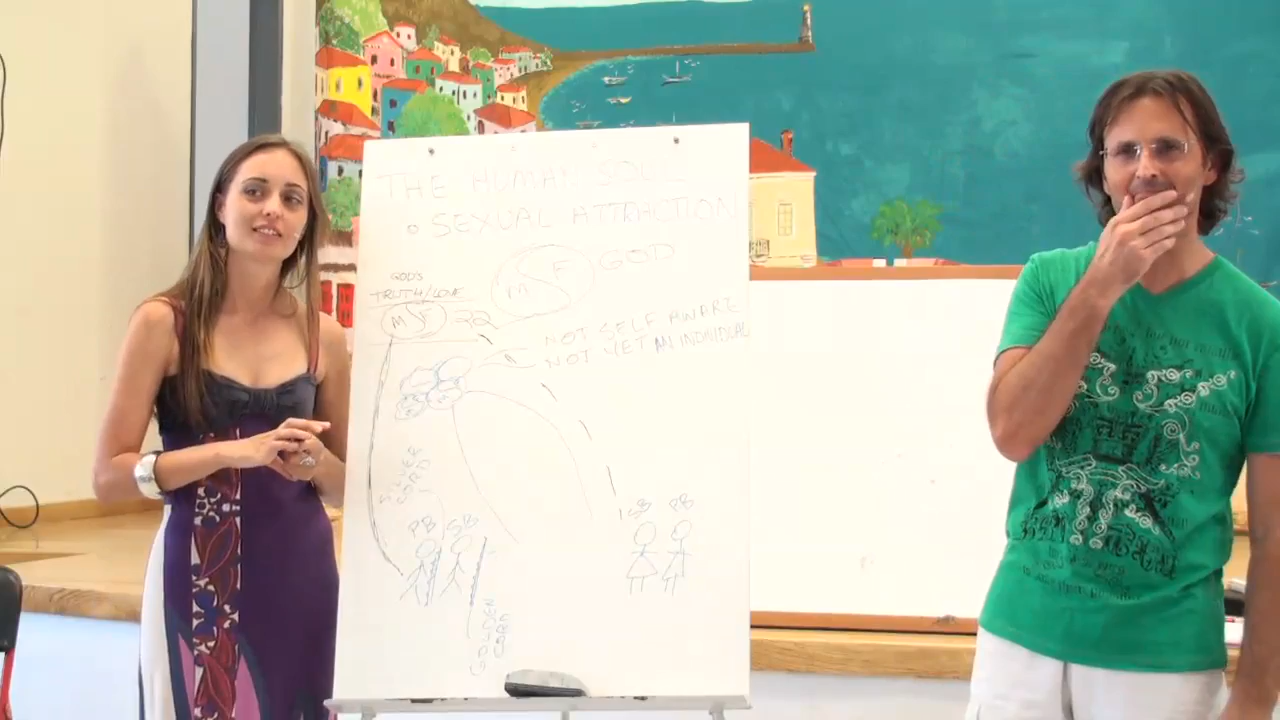 THE HUMAN SOUL
SEXUAL ATTRACTION
GOD'S
TRUTH/LOVE
M F
GOD
M F
NOT SELF AWARE
NOT YET AN INDIVIDUAL
SILVER
CORD
PB SB
SB PB
GOLDEN
CORD